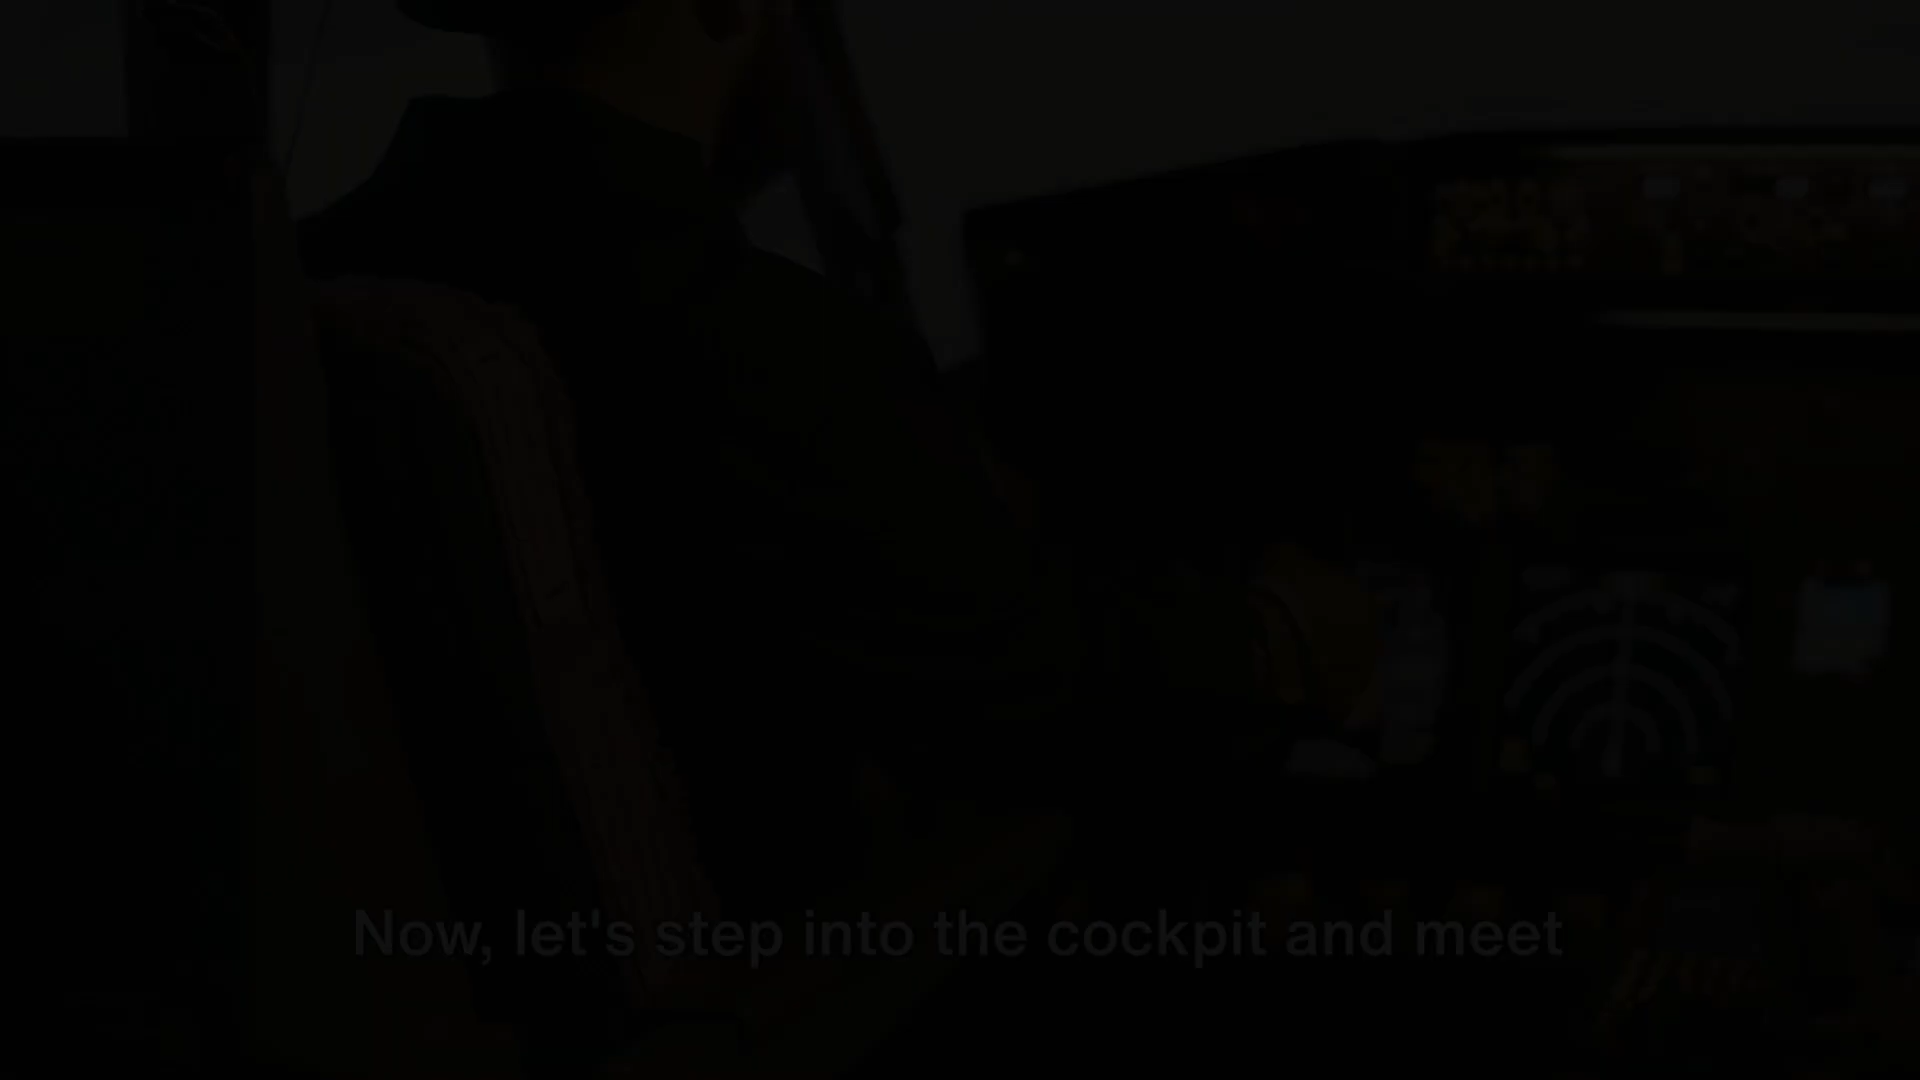 Now, let's step into the cockpit and meet